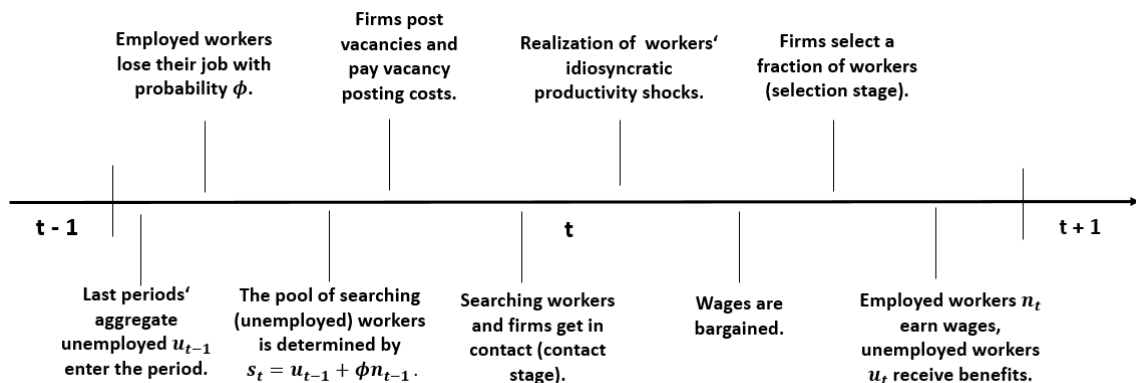 Employed workers
lose their job with
probability ϕ.
Firms post
vacancies and
pay vacancy
posting costs.
Realization of workers‘
idiosyncratic
productivity shocks.
Firms select a
fraction of workers
(selection stage).
t - 1
t
t + 1
Last periods‘
aggregate
unemployed u_{t−1}
enter the period.
The pool of searching
(unemployed) workers
is determined by
s_t = u_{t−1} + ϕn_{t−1} .
Searching workers
and firms get in
contact (contact
stage).
Wages are
bargained.
Employed workers n_t
earn wages,
unemployed workers
u_t receive benefits.